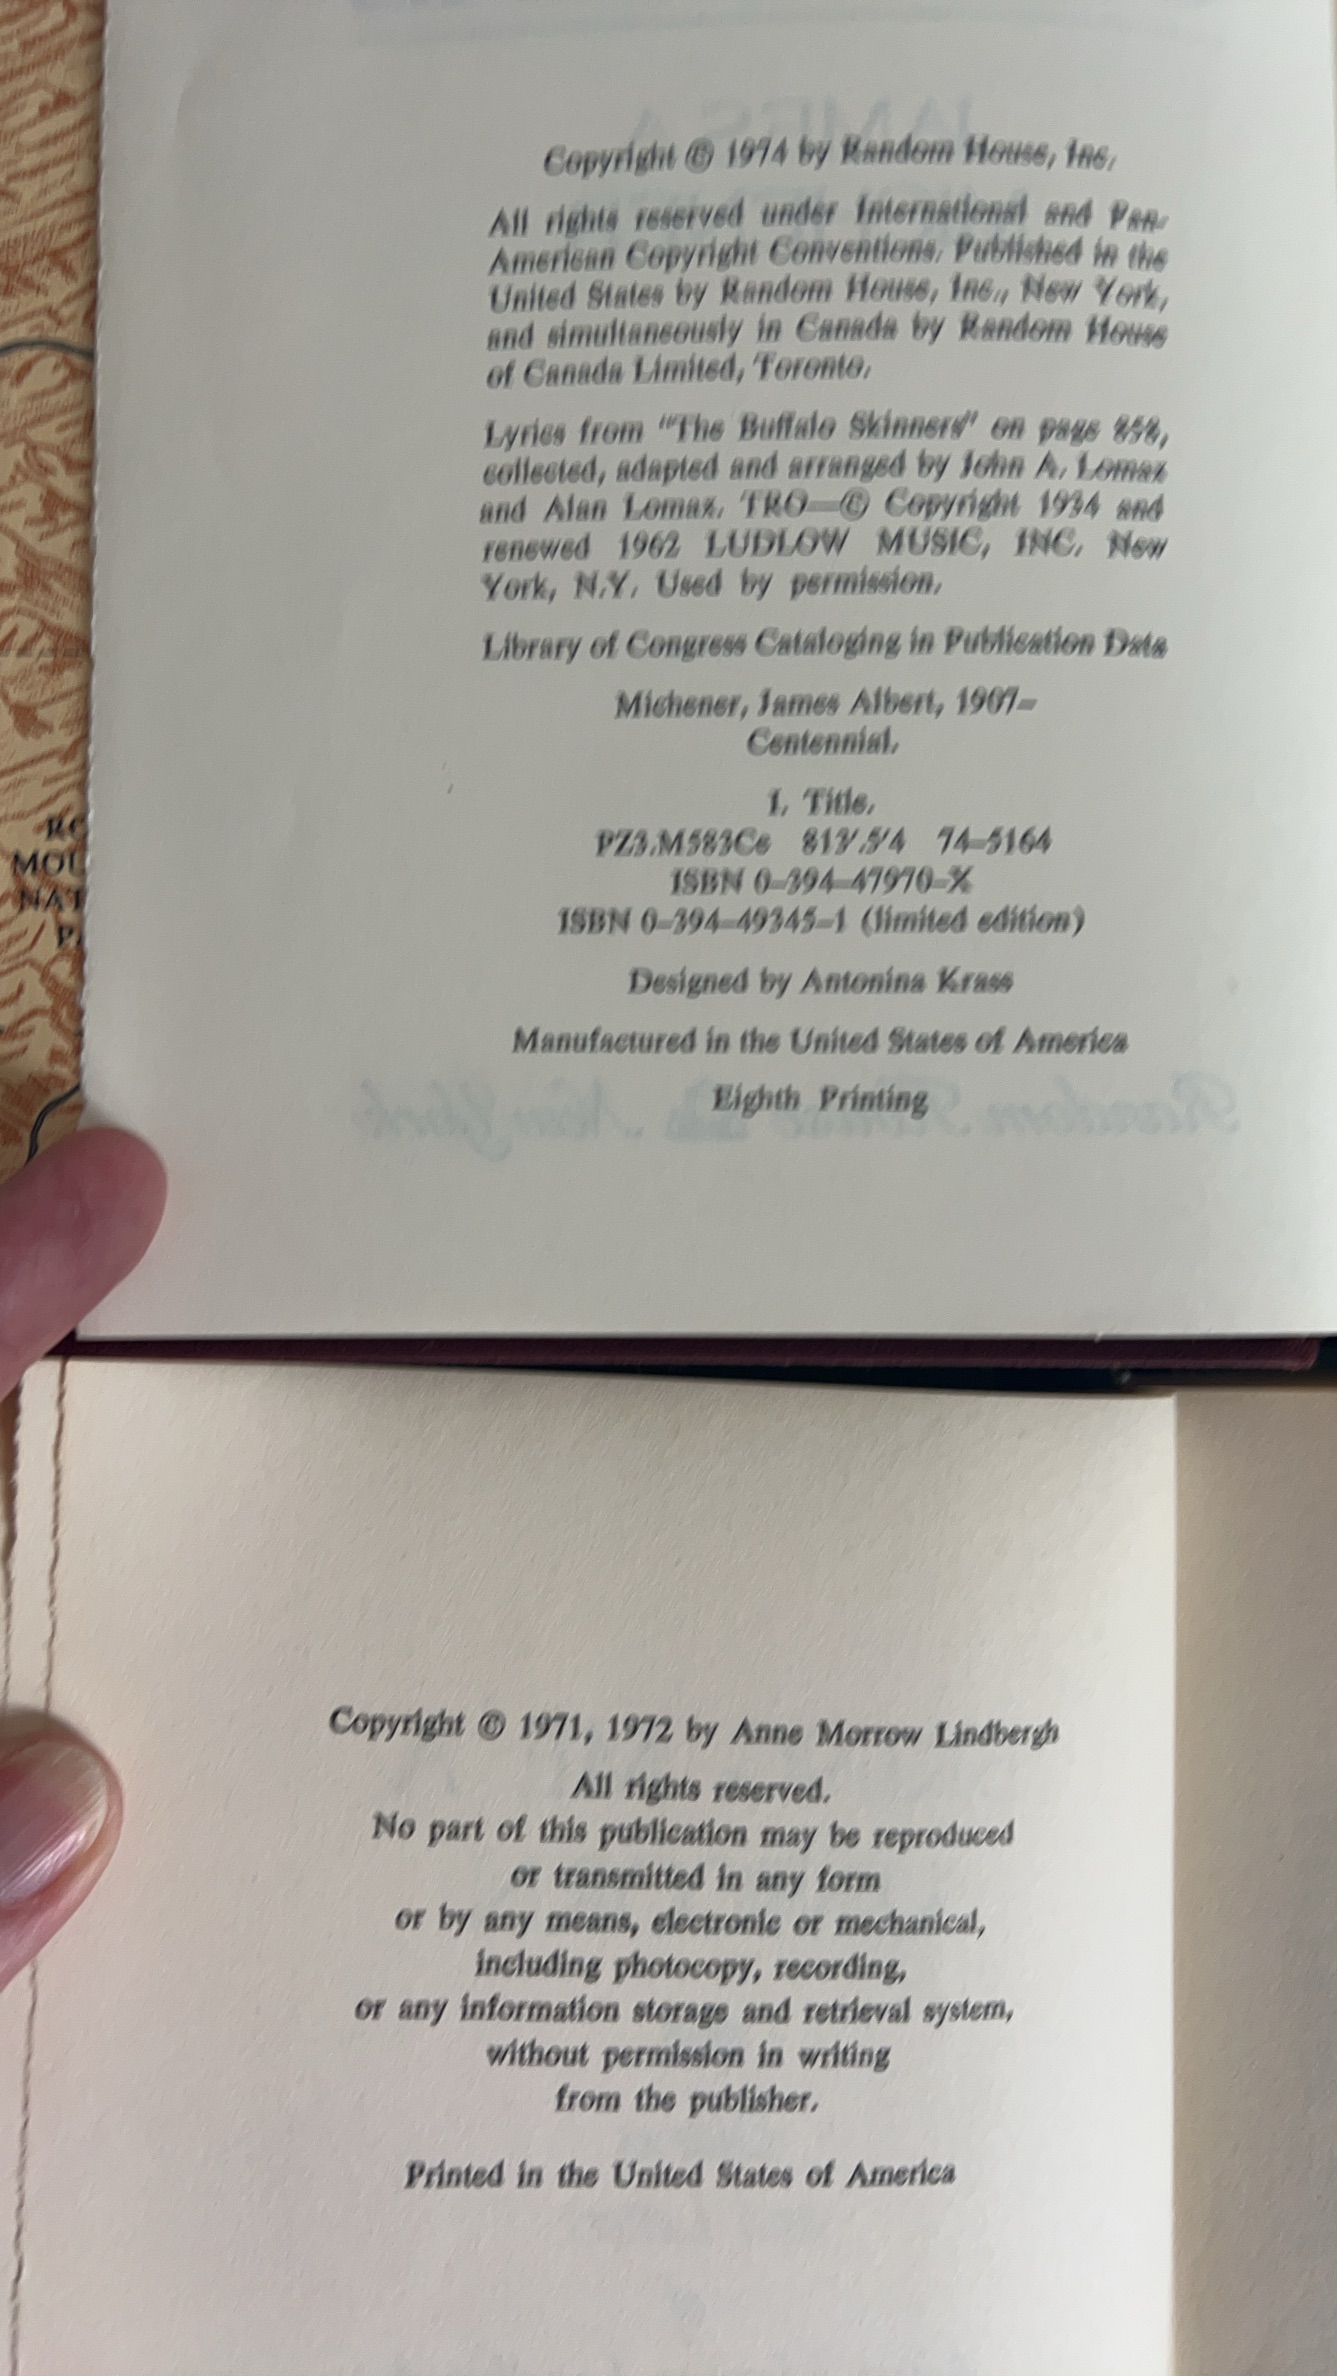 Copyright © 1974 by Random House, Inc.
All rights reserved under International and Pan-
American Copyright Conventions. Published in the
United States by Random House, Inc., New York,
and simultaneously in Canada by Random House
of Canada Limited, Toronto.
Lyrics from "The Buffalo Skinners" on page
collected, adapted and arranged by John A. Lomax
and Alan Lomax. TRO—© Copyright 1934 and
renewed 1962 LUDLOW MUSIC, INC. New
York, N.Y. Used by permission.
Library of Congress Cataloging in Publication Data
Michener, James Albert, 1907–
Centennial.
I. Title.
PZ3.M583Ce 813'.5'4 74–5164
ISBN 0–394–47970–X
ISBN 0–394–49345–1 (limited edition)
Designed by Antonina Krass
Manufactured in the United States of America
Eighth Printing
Random House New York
RO
MOU
NAT
PA
Copyright © 1971, 1972 by Anne Morrow Lindbergh
All rights reserved.
No part of this publication may be reproduced
or transmitted in any form
or by any means, electronic or mechanical,
including photocopy, recording,
or any information storage and retrieval system,
without permission in writing
from the publisher.
Printed in the United States of America